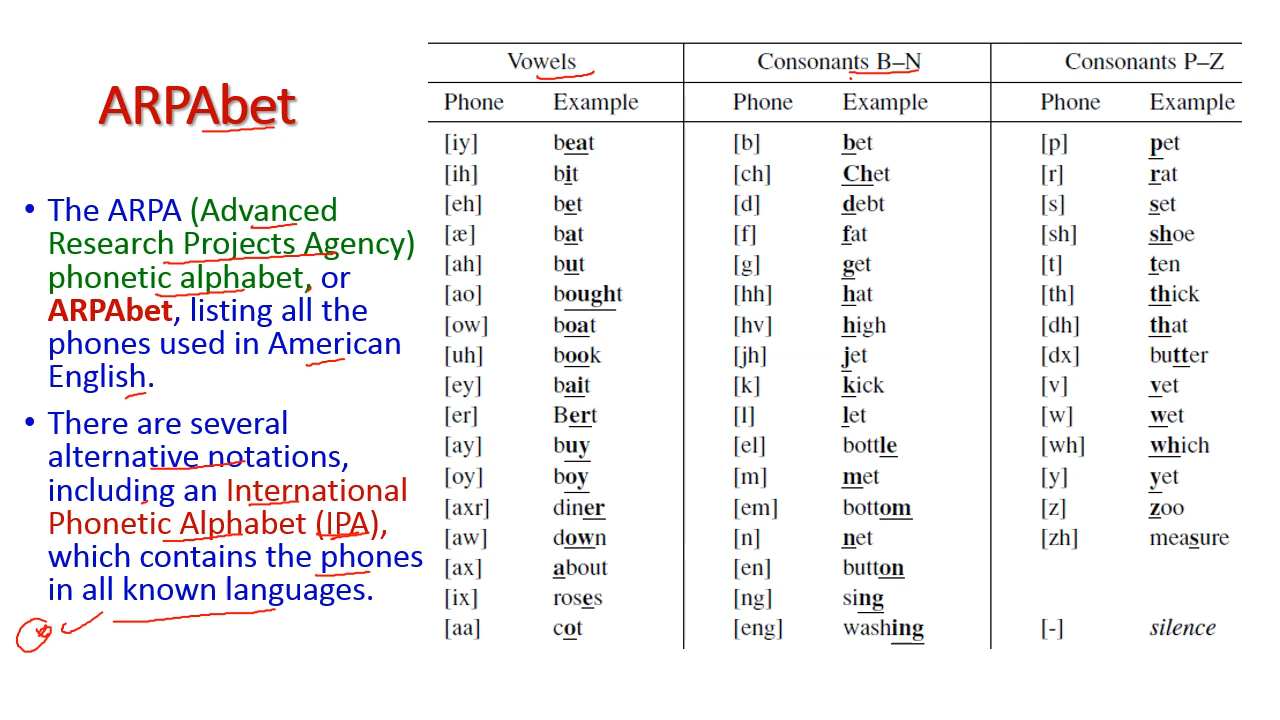 ARPAbet
• The ARPA (Advanced
Research Projects Agency)
phonetic alphabet, or
ARPAbet, listing all the
phones used in American
English.
• There are several
alternative notations,
including an International
Phonetic Alphabet (IPA),
which contains the phones
in all known languages.
Vowels Consonants B–N Consonants P–Z
Phone Example Phone Example Phone Example
[iy] beat [b] bet [p] pet
[ih] bit [ch] Chet [r] rat
[eh] bet [d] debt [s] set
[æ] bat [f] fat [sh] shoe
[ah] but [g] get [t] ten
[ao] bought [hh] hat [th] thick
[ow] boat [hv] high [dh] that
[uh] book [jh] jet [dx] butter
[ey] bait [k] kick [v] vet
[er] Bert [l] let [w] wet
[ay] buy [el] bottle [wh] which
[oy] boy [m] met [y] yet
[axr] diner [em] bottom [z] zoo
[aw] down [n] net [zh] measure
[ax] about [en] button
[ix] roses [ng] sing
[aa] cot [eng] washing [-] silence